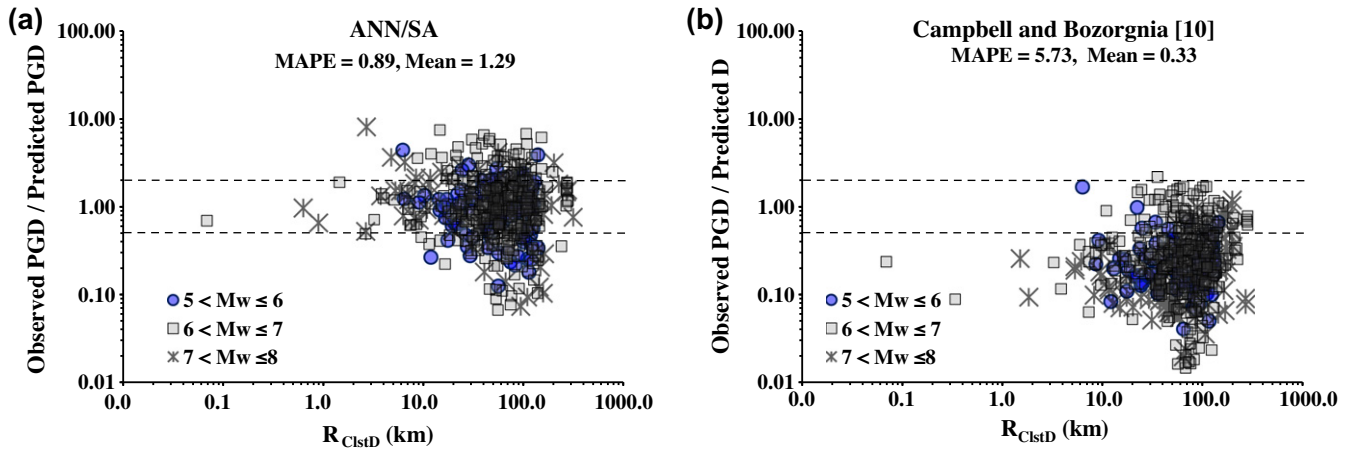 (a)
ANN/SA
MAPE = 0.89, Mean = 1.29
Observed PGD / Predicted PGD
100.00
10.00
1.00
0.10
0.01
5 < Mw ≤ 6
6 < Mw ≤ 7
7 < Mw ≤8
0.0 0.1 1.0 10.0 100.0 1000.0
R ClstD (km)
(b)
Campbell and Bozorgnia [10]
MAPE = 5.73, Mean = 0.33
Observed PGD / Predicted D
100.00
10.00
1.00
0.10
0.01
5 < Mw ≤ 6
6 < Mw ≤ 7
7 < Mw ≤8
0.0 0.1 1.0 10.0 100.0 1000.0
R ClstD (km)